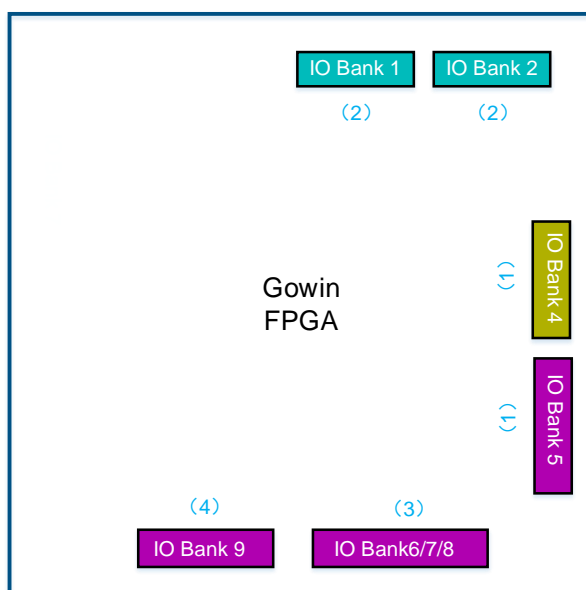 IO Bank 1
IO Bank 2
（2）
（2）
IO Bank 4
（1）
Gowin
FPGA
IO Bank 5
（1）
（4）
（3）
IO Bank 9
IO Bank6/7/8